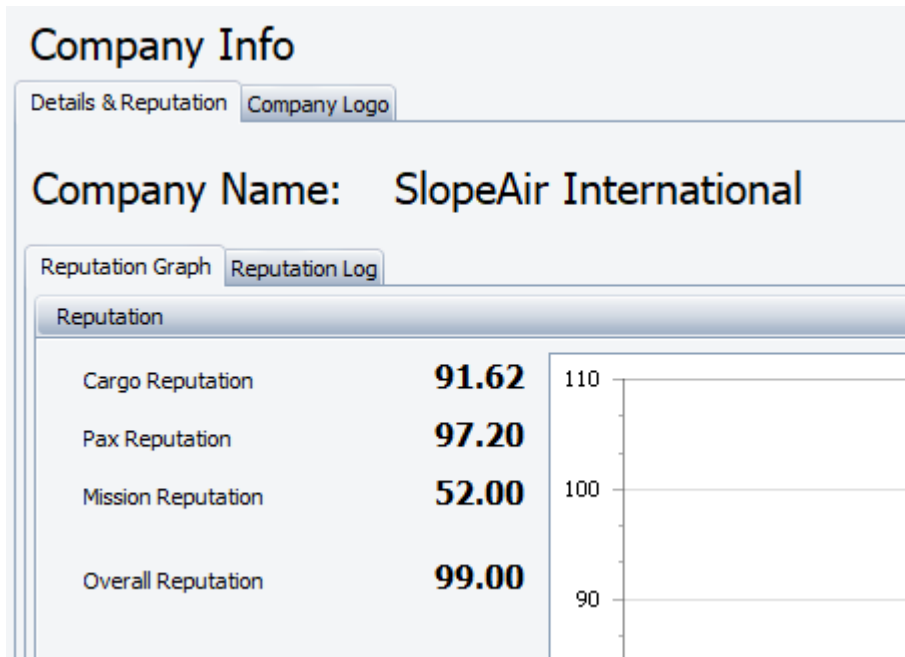 Company Info
Details & Reputation Company Logo
Company Name: SlopeAir International
Reputation Graph Reputation Log
Reputation
Cargo Reputation 91.62
Pax Reputation 97.20
Mission Reputation 52.00
Overall Reputation 99.00
110
100
90